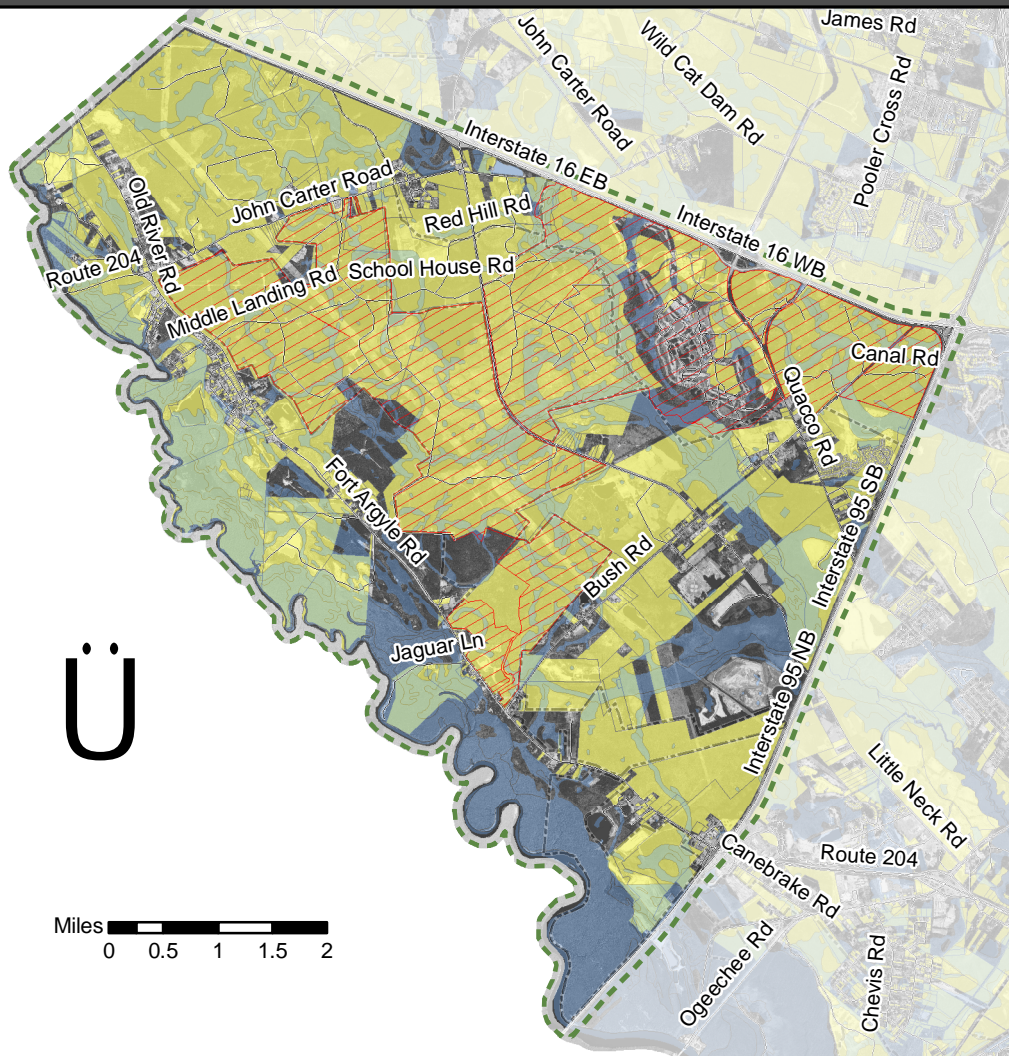 James Rd
John Carter Road
Wild Cat Dam Rd
Pooler Cross Rd
Interstate 16 EB
John Carter Road
Old River Rd
Red Hill Rd
Interstate 16 WB
Route 204
School House Rd
Middle Landing Rd
Canal Rd
Quacco Rd
Fort Argyle Rd
Interstate 95 SB
Bush Rd
Jaguar Ln
Ü
Interstate 95 NB
Little Neck Rd
Route 204
Canebrake Rd
Miles
0 0.5 1 1.5 2
Ogeechee Rd
Chevis Rd